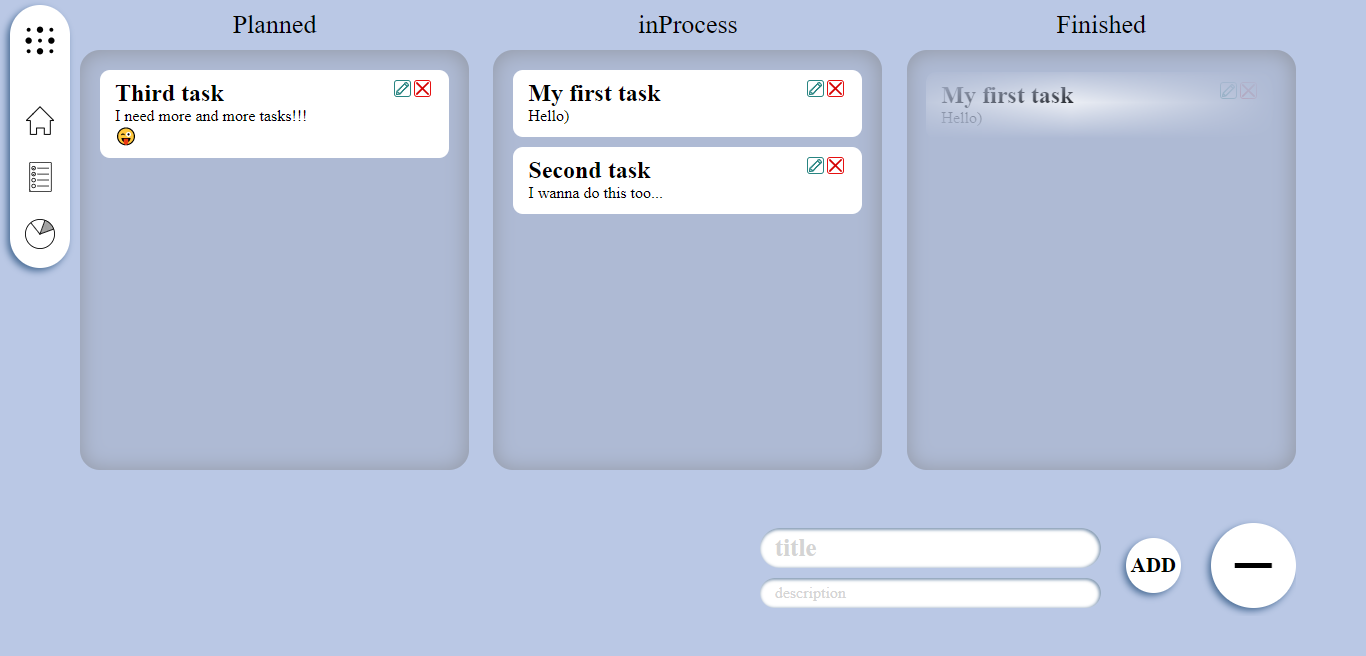 Planned
Third task
I need more and more tasks!!!
😜
inProcess
My first task
Hello)
Second task
I wanna do this too...
Finished
My first task
Hello)
title
description
ADD